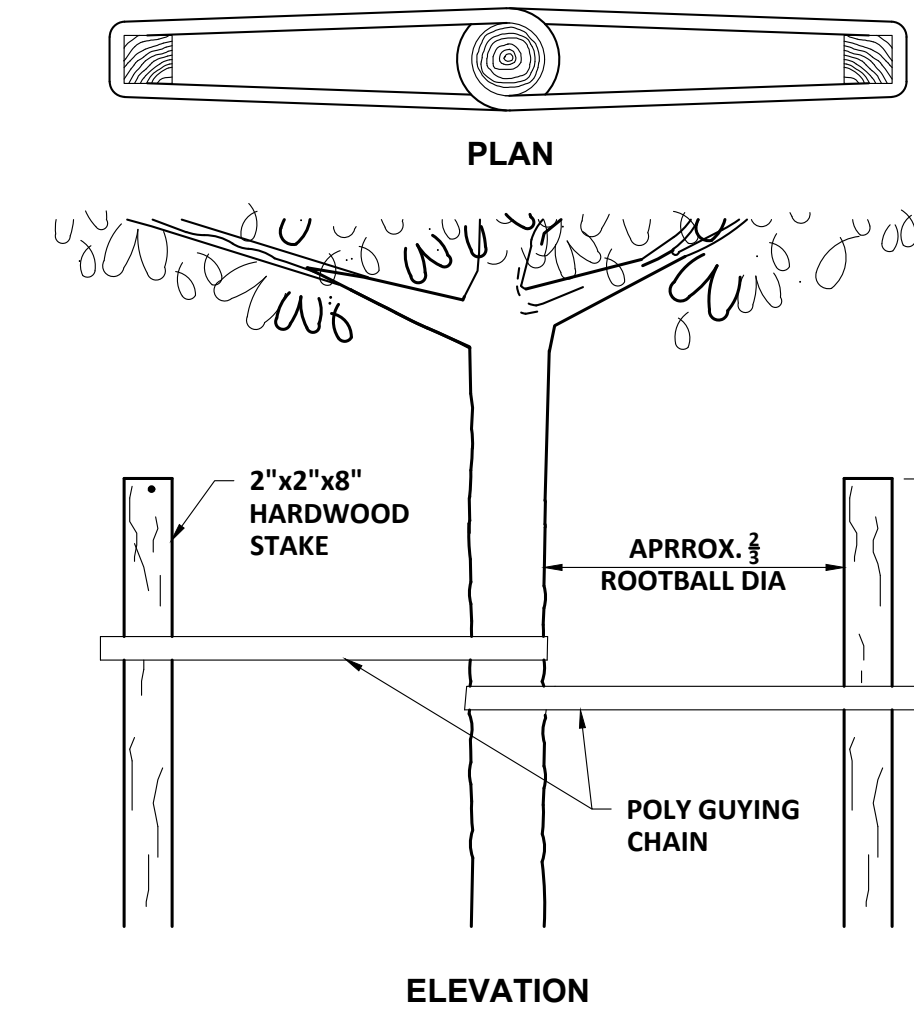 PLAN
2"x2"x8"
HARDWOOD
STAKE
APRROX. ⅔
ROOTBALL DIA
POLY GUYING
CHAIN
ELEVATION